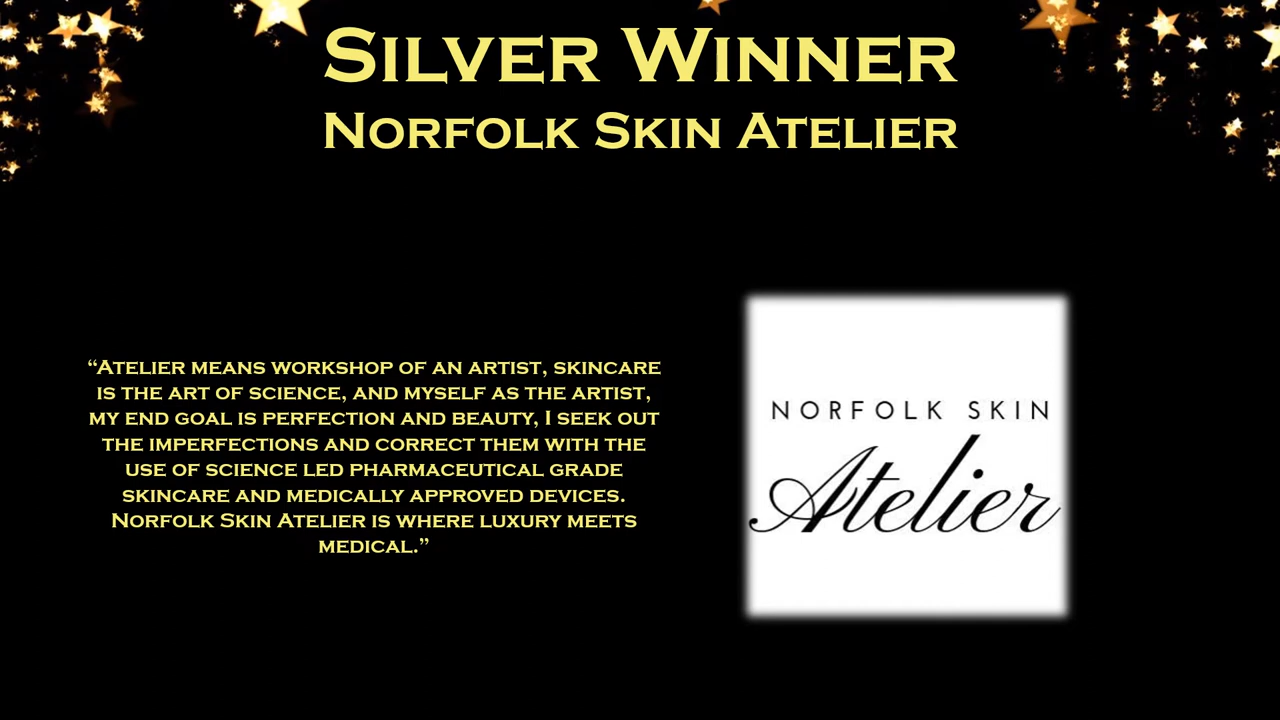 Silver Winner
Norfolk Skin Atelier
“Atelier means workshop of an artist, skincare
is the art of science, and myself as the artist,
my end goal is perfection and beauty, I seek out
the imperfections and correct them with the
use of science led pharmaceutical grade
skincare and medically approved devices.
Norfolk Skin Atelier is where luxury meets
medical.”
NORFOLK SKIN
Atelier